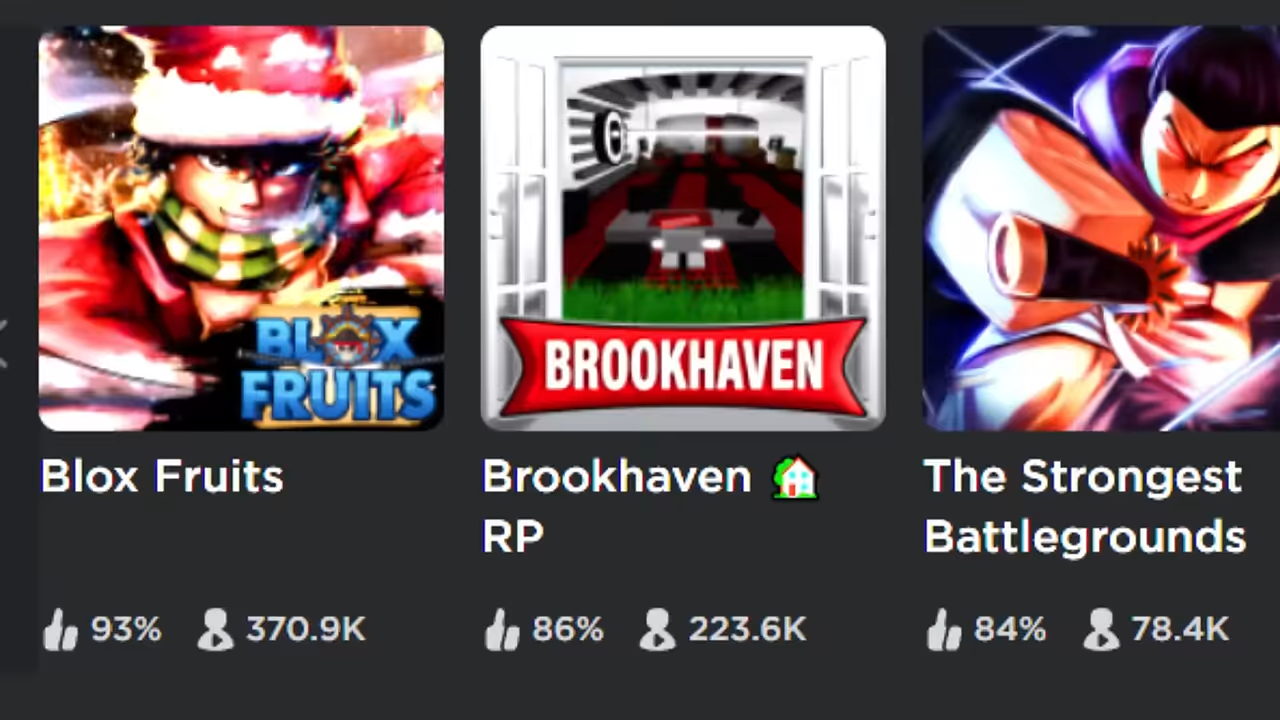 BLOX
FRUITS
BROOKHAVEN
Blox Fruits
Brookhaven 🏡
RP
The Strongest
Battlegrounds
93% 370.9K
86% 223.6K
84% 78.4K